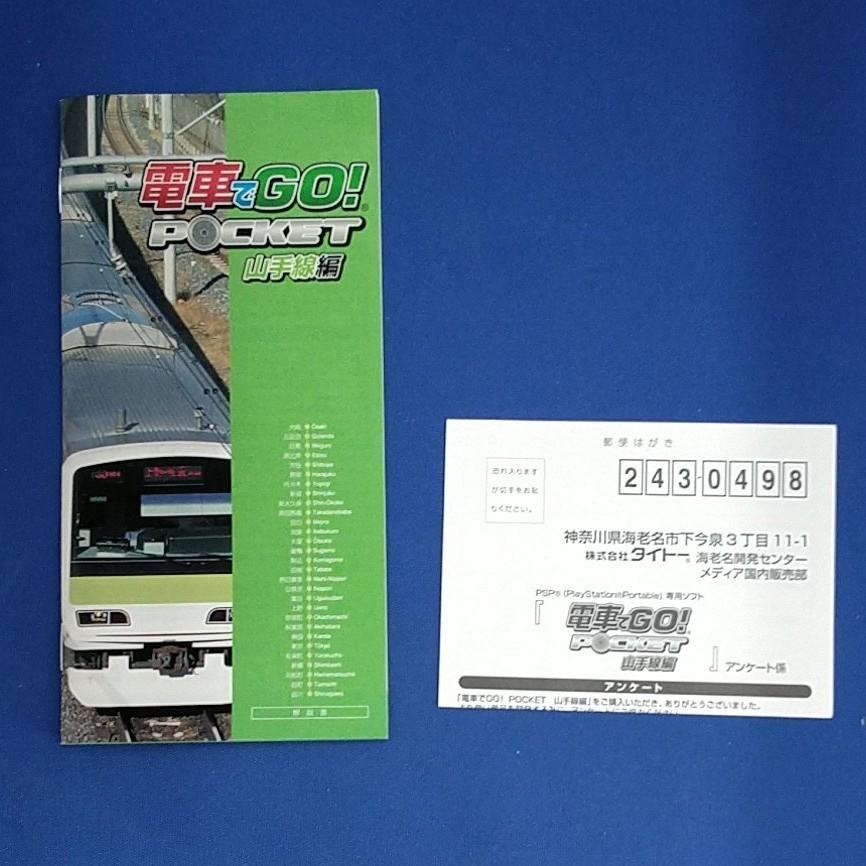 電車でGO!®
POCKET
山手線編
大崎 Osaki
五反田 Gotanda
目黒 Meguro
恵比寿 Ebisu
渋谷 Shibuya
原宿 Harajuku
代々木 Yoyogi
新宿 Shinjuku
新大久保 Shin-Okubo
高田馬場 Takadanobaba
目白 Mejiro
池袋 Ikebukuro
大塚 Otsuka
巣鴨 Sugamo
駒込 Komagome
田端 Tabata
西日暮里 Nishi-Nippori
日暮里 Nippori
鶯谷 Uguisudani
上野 Ueno
御徒町 Okachimachi
秋葉原 Akihabara
神田 Kanda
東京 Tokyo
有楽町 Yurakucho
新橋 Shimbashi
浜松町 Hamamatsucho
田町 Tamachi
品川 Shinagawa
解説書
郵便はがき
恐れ入ります
が切手をお貼
りください。
243-0498
神奈川県海老名市下今泉3丁目11-1
株式会社タイトー® 海老名開発センター
メディア国内販売部
PSP®(PlayStation®Portable)専用ソフト
『電車でGO!
POCKET
山手線編』アンケート係
アンケート
「電車でGO! POCKET 山手線編」をご購入いただき、ありがとうございました。